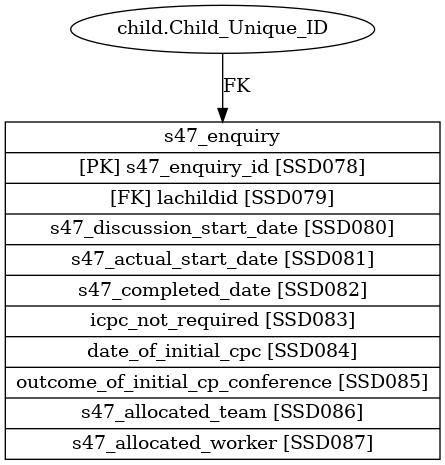 child.Child_Unique_ID
FK
s47_enquiry
[PK] s47_enquiry_id [SSD078]
[FK] lachildid [SSD079]
s47_discussion_start_date [SSD080]
s47_actual_start_date [SSD081]
s47_completed_date [SSD082]
icpc_not_required [SSD083]
date_of_initial_cpc [SSD084]
outcome_of_initial_cp_conference [SSD085]
s47_allocated_team [SSD086]
s47_allocated_worker [SSD087]